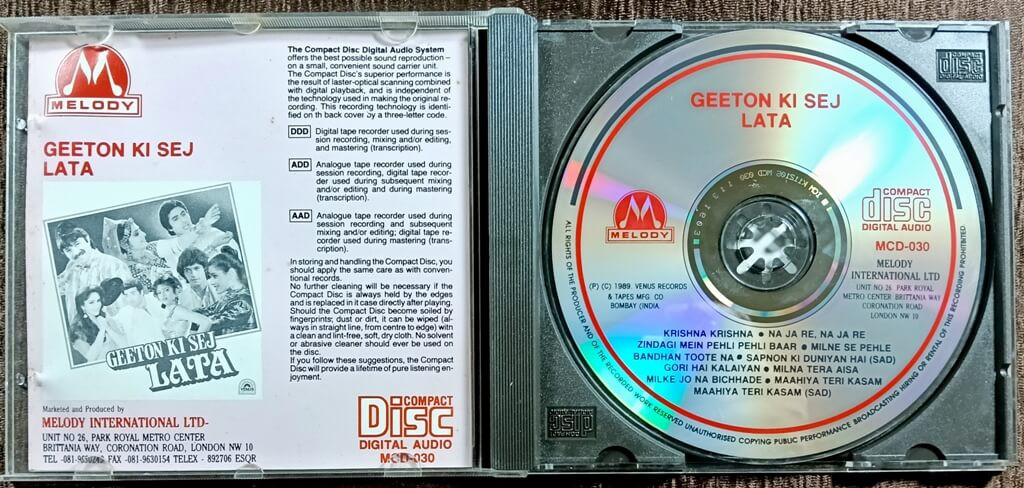 MELODY
GEETON KI SEJ
LATA
GEETON KI SEJ
LATA
VENUS
Marketed and Produced by
MELODY INTERNATIONAL LTD-
UNIT NO 26, PARK ROYAL METRO CENTER
BRITTANIA WAY, CORONATION ROAD, LONDON NW 10
FAX -081-9630154 TELEX - 892706 ESQR
The Compact Disc Digital Audio System
offers the best possible sound reproduction –
on a small, convenient sound carrier unit.
The Compact Disc's superior performance is
the result of laster-optical scanning combined
with digital playback, and is independent of
the technology used in making the original re-
cording. This recording technology is identi-
fied on th back cover by a three-letter code.
DDD Digital tape recorder used during ses-
sion recording, mixing and/or editing,
and mastering (transcription).
ADD Analogue tape recorder used during
session recording, digital tape recor-
der used during subsequent mixing
and/or editing and during mastering
(transcription).
AAD Analogue tape recorder used during
session recording and subsequent
mixing and/or editing; digital tape re-
corder used during mastering (trans-
cription).
In storing and handling the Compact Disc, you
should apply the same care as with conven-
tional records.
No further cleaning will be necessary if the
Compact Disc is always held by the edges
and is replaced in it case directly after playing.
Should the Compact Disc become soiled by
fingerprints; dust or dirt, it can be wiped (al-
ways in straight line, from centre to edge) with
a clean and lint-free, soft, dry cloth. No solvent
or abrasive cleaner should ever be used on
the disc.
If you follow these suggestions, the Compact
Disc will provide a lifetime of pure listening en-
joyment.
COMPACT
Disc
DIGITAL AUDIO
MCD-030
GEETON KI SEJ
LATA
MELODY
COMPACT
disc
DIGITAL AUDIO
MCD-030
MELODY
INTERNATIONAL LTD
UNIT NO 26 PARK ROYAL
METRO CENTER BRITTANIA WAY
CORONATION ROAD
LONDON NW 10
(P) (C) 1989. VENUS RECORDS
& TAPES MFG CO
BOMBAY (INDIA
KRISHNA KRISHNA ● NA JA RE, NA JA RE
ZINDAGI MEIN PEHLI PEHLI BAAR ● MILNE SE PEHLE
BANDHAN TOOTE NA ● SAPNON KI DUNIYAN HAI (SAD)
GORI HAI KALAIYAN ● MILNA TERA AISA
MILKE JO NA BICHHADE ● MAAHIYA TERI KASAM
MAAHIYA TERI KASAM (SAD)
ALL RIGHTS OF THE PRODUCER AND OF THE OWNER OF THE RECORDED WORK RESERVED UNAUTHORISED COPYING PUBLIC PERFORMANCE BROADCASTING HIRING OR RENTAL OF THIS RECORDING PROHIBITED
COMPACT
disc
DIGITAL AUDIO
COMPACT
disc
DIGITAL AUDIO